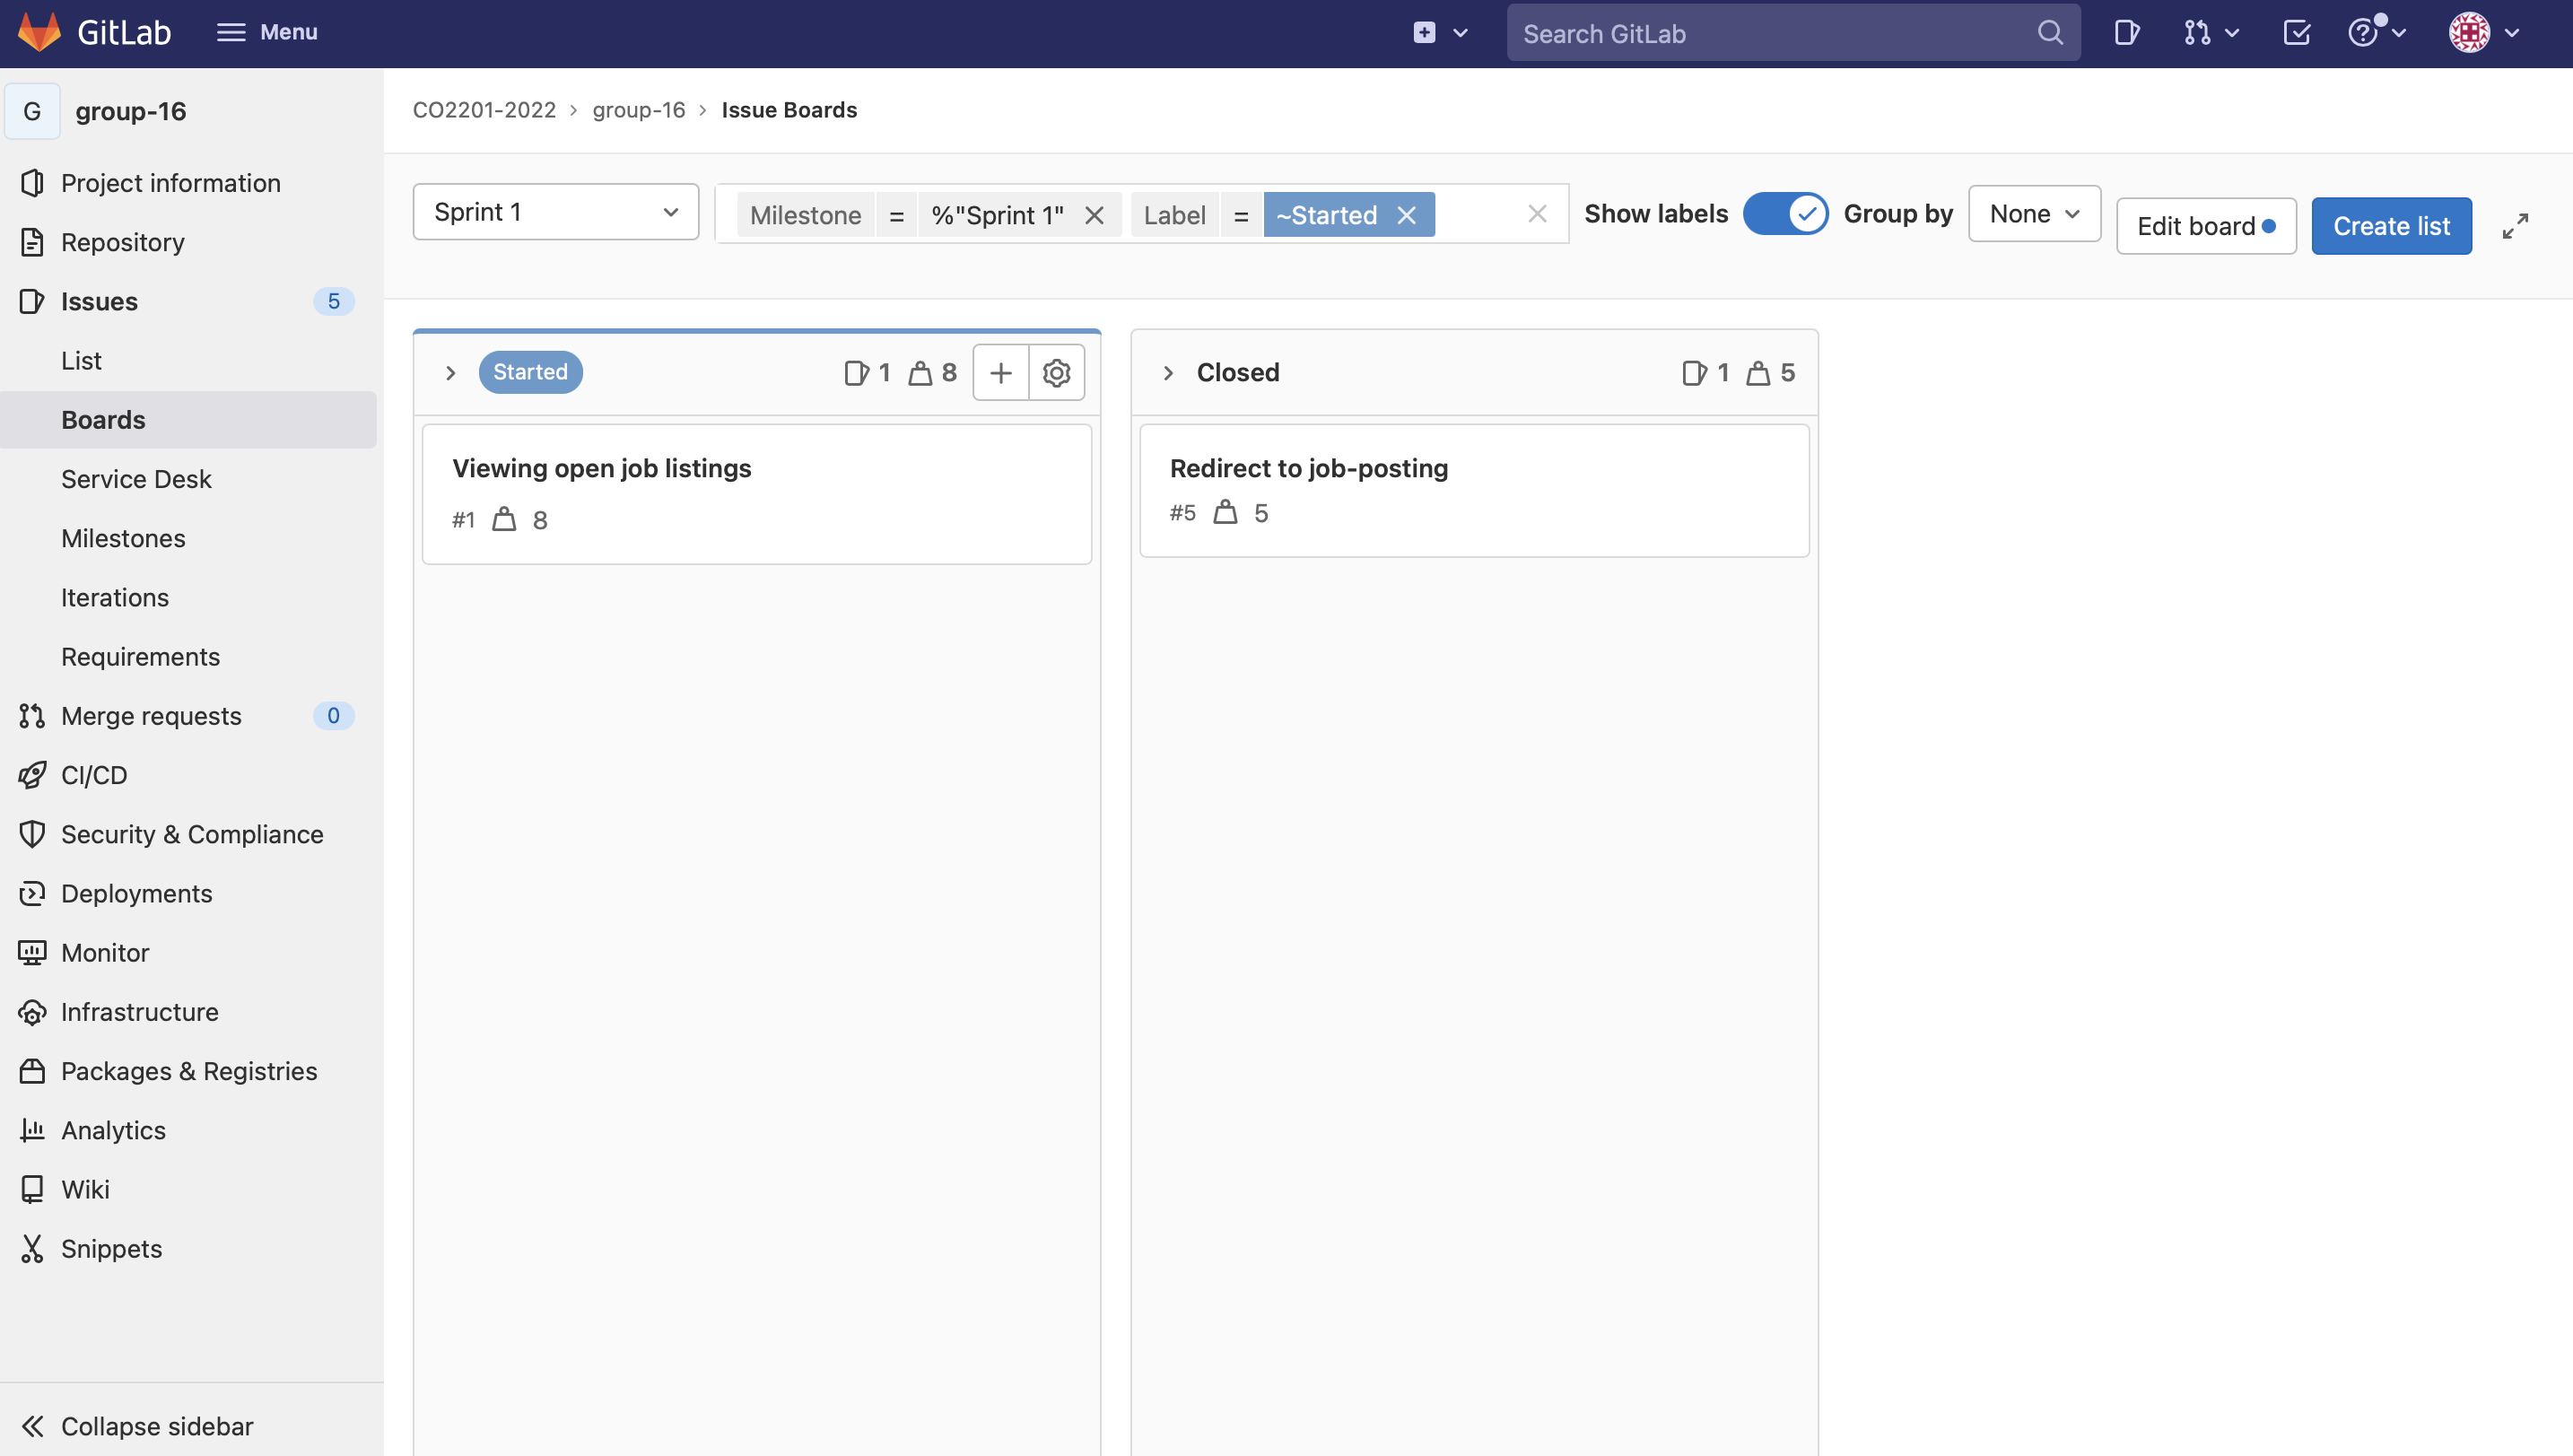 GitLab
Menu
Search GitLab
G
group-16
Project information
Repository
Issues 5
List
Boards
Service Desk
Milestones
Iterations
Requirements
Merge requests 0
CI/CD
Security & Compliance
Deployments
Monitor
Infrastructure
Packages & Registries
Analytics
Wiki
Snippets
Collapse sidebar
CO2201-2022 > group-16 > Issue Boards
Sprint 1
Milestone = %"Sprint 1" Label = ~Started
Show labels
Group by
None
Edit board
Create list
Started 1 8
Viewing open job listings
#1 8
Closed 1 5
Redirect to job-posting
#5 5